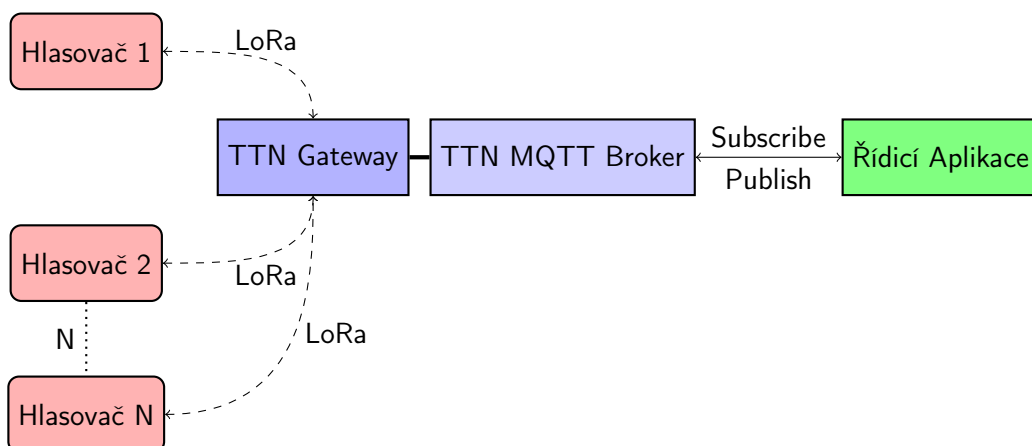 Hlasovač 1
LoRa
TTN Gateway
TTN MQTT Broker
Subscribe
Publish
Řídicí Aplikace
Hlasovač 2
LoRa
N
LoRa
Hlasovač N